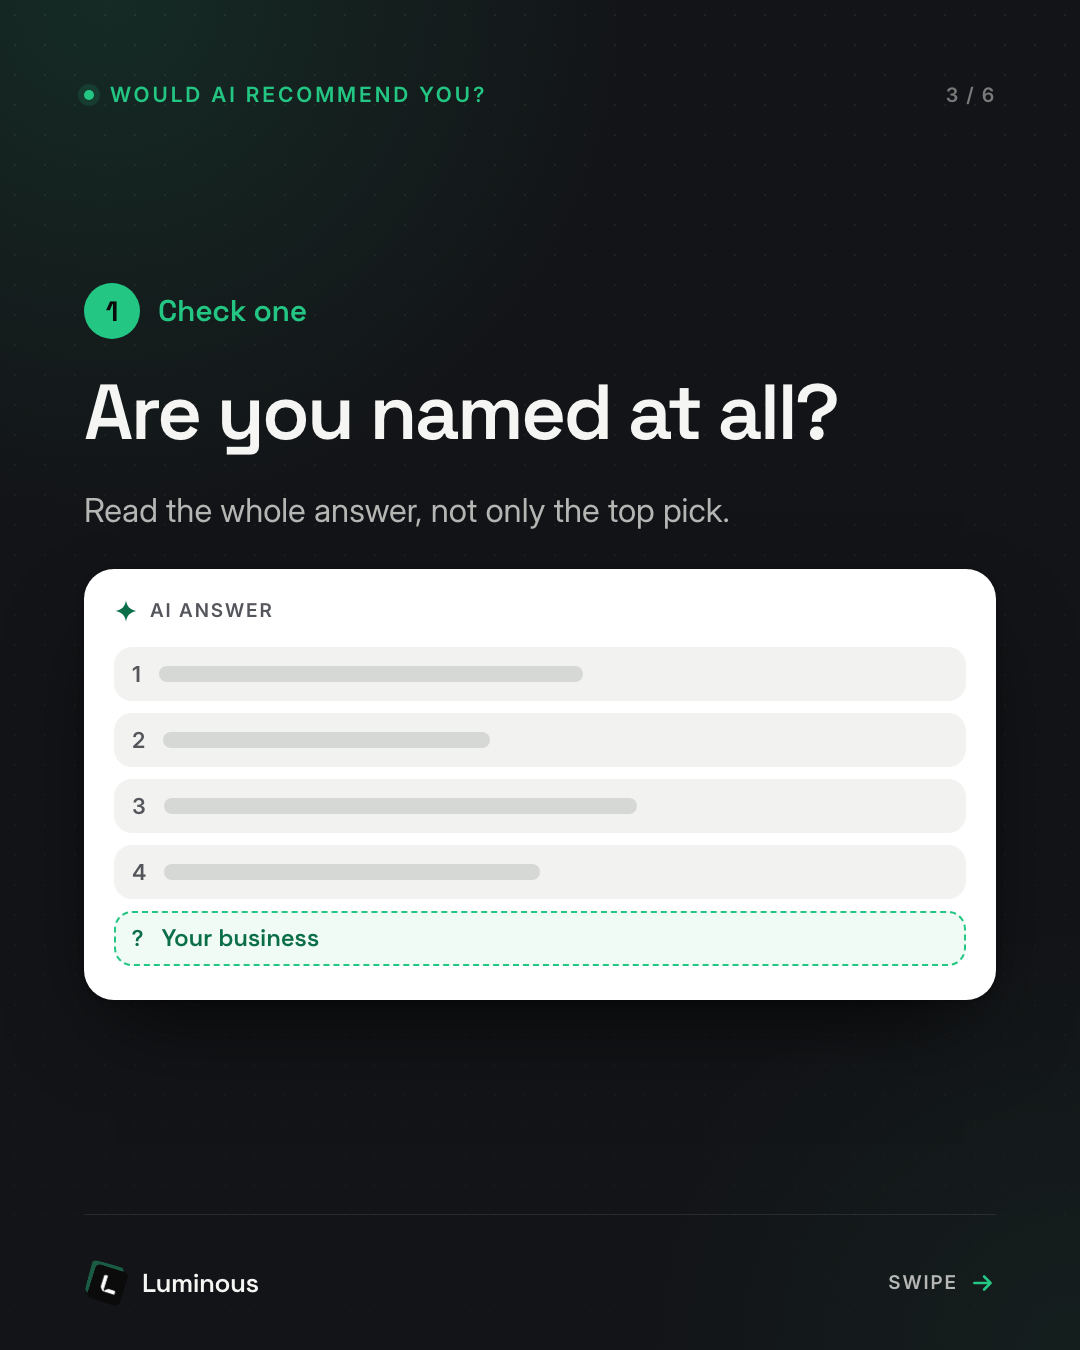 WOULD AI RECOMMEND YOU?
3 / 6
1 Check one
Are you named at all?
Read the whole answer, not only the top pick.
AI ANSWER
1
2
3
4
? Your business
L Luminous
SWIPE →